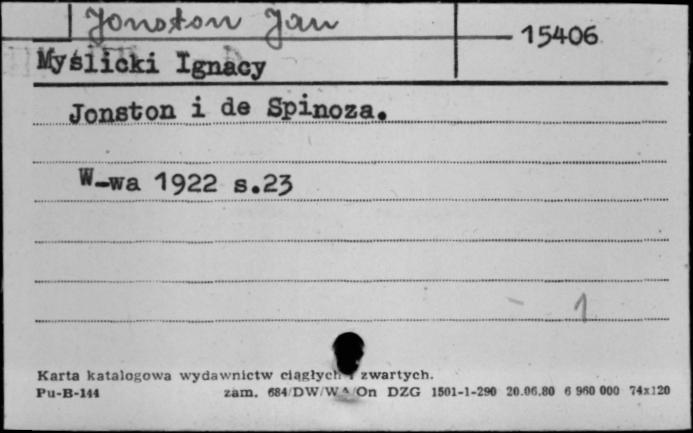 Jonston Jan
15406
Myślicki Ignacy
Jonston i de Spinoza.
W-wa 1922 s.23
1
Karta katalogowa wydawnictw ciągłych i zwartych.
Pu-B-144 zam. 684/DW/WA/On DZG 1501-1-290 20.06.80 6 960 000 74x120